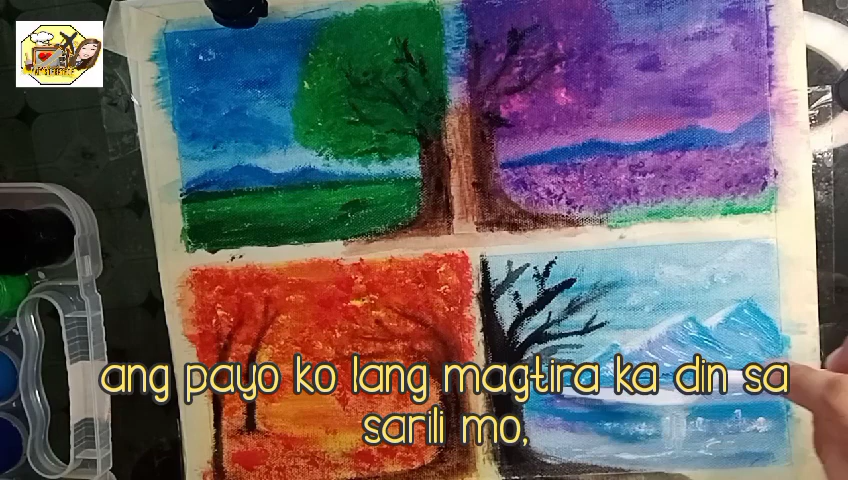 ang payo ko lang magtira ka din sa
sarili mo,